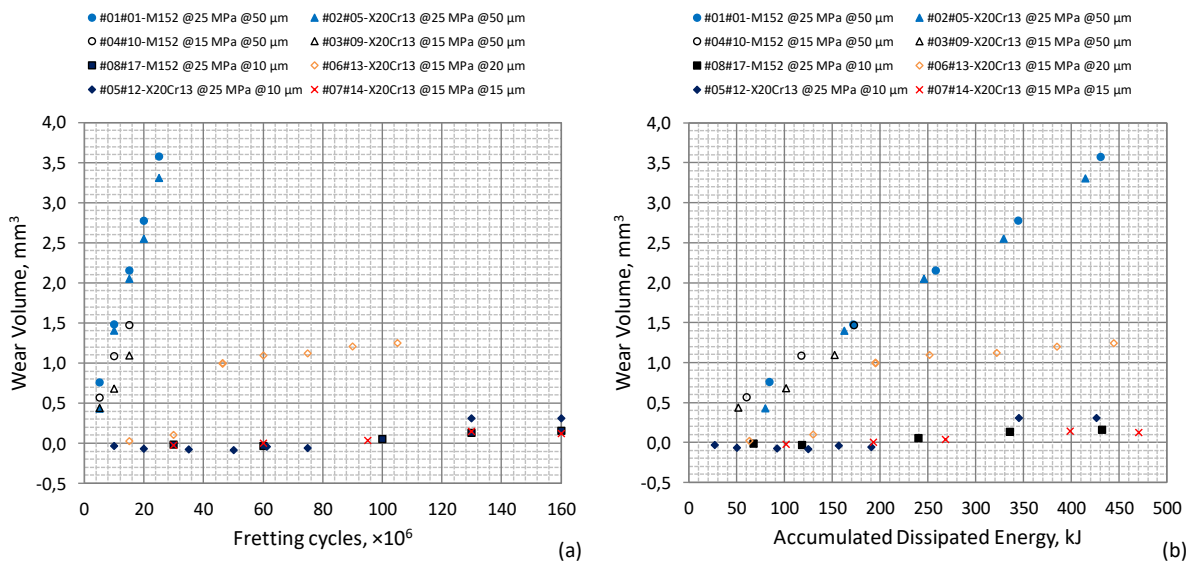 #01#01-M152 @25 MPa @50 µm
#02#05-X20Cr13 @25 MPa @50 µm
#04#10-M152 @15 MPa @50 µm
#03#09-X20Cr13 @15 MPa @50 µm
#08#17-M152 @25 MPa @10 µm
#06#13-X20Cr13 @15 MPa @20 µm
#05#12-X20Cr13 @25 MPa @10 µm
#07#14-X20Cr13 @15 MPa @15 µm
4,0
3,5
3,0
2,5
2,0
1,5
1,0
0,5
0,0
-0,5
Wear Volume, mm³
0 20 40 60 80 100 120 140 160
Fretting cycles, ×10⁶
(a)
#01#01-M152 @25 MPa @50 µm
#02#05-X20Cr13 @25 MPa @50 µm
#04#10-M152 @15 MPa @50 µm
#03#09-X20Cr13 @15 MPa @50 µm
#08#17-M152 @25 MPa @10 µm
#06#13-X20Cr13 @15 MPa @20 µm
#05#12-X20Cr13 @25 MPa @10 µm
#07#14-X20Cr13 @15 MPa @15 µm
4,0
3,5
3,0
2,5
2,0
1,5
1,0
0,5
0,0
-0,5
Wear Volume, mm³
0 50 100 150 200 250 300 350 400 450 500
Accumulated Dissipated Energy, kJ
(b)